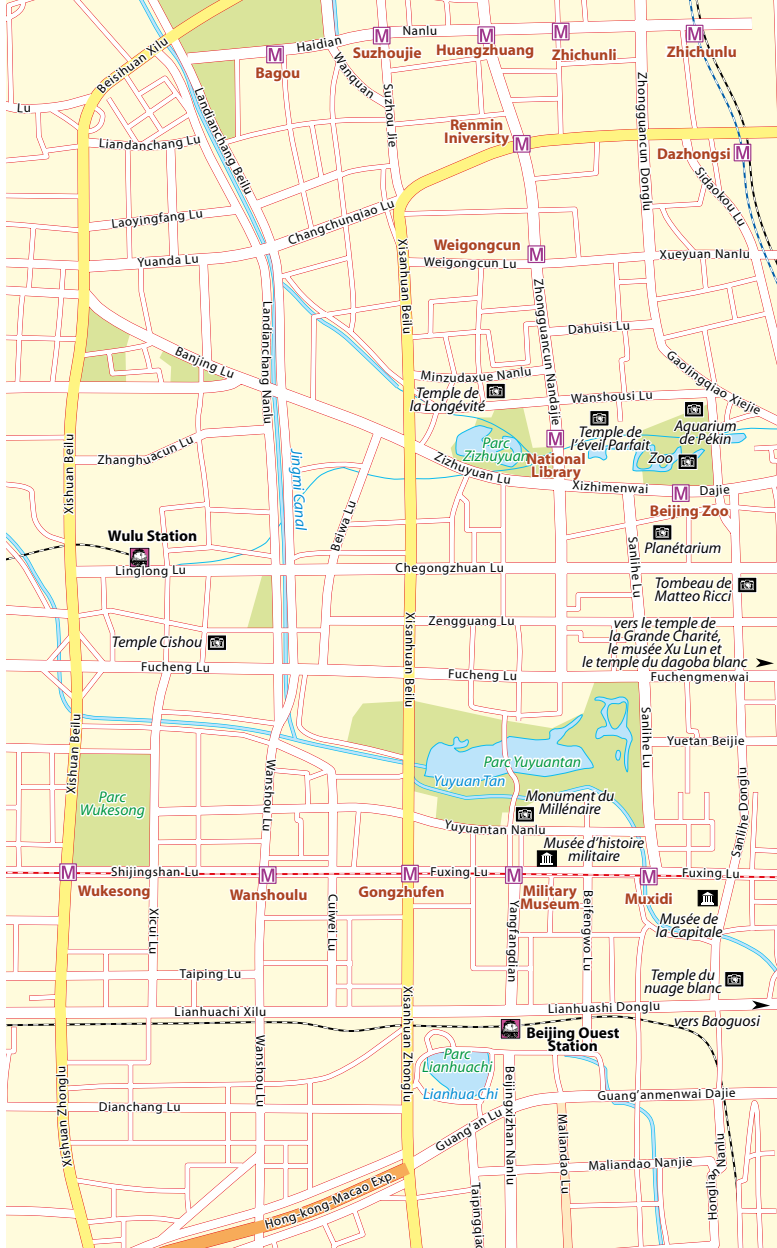 Nanlu
Haidian
Suzhoujie
Huangzhuang
Zhichunli
Zhichunlu
Bagou
Beisihuan Xilu
Wanquan
Suzhou Jie
Zhongguancun Donglu
Lu
Landianchang Beilu
Renmin
Iniversity
Liandanchang Lu
Dazhongsi
Sidaokou Lu
Laoyingfang Lu
Changchunqiao Lu
Weigongcun
Yuanda Lu
Weigongcun Lu
Xueyuan Nanlu
Xisanhuan Beilu
Zhongguancun Nandajie
Landianchang Nanlu
Dahuisi Lu
Banjing Lu
Gaolingqiao Xiejie
Minzudaxue Nanlu
Temple de
la Longévité
Wanshousi Lu
Aquarium
de Pékin
Temple de
l'éveil Parfait
Parc
Zizhuyuan
National
Library
Zoo
Zhanghuacun Lu
Zizhuyuan Lu
Xizhimenwai
Dajie
Jingmi Canal
Xishuan Beilu
Beijing Zoo
Beiwa Lu
Wulu Station
Planétarium
Sanlihe Lu
Linglong Lu
Chegongzhuan Lu
Tombeau de
Matteo Ricci
Zengguang Lu
Xisanhuan Beilu
vers le temple de
la Grande Charité,
le musée Xu Lun et
le temple du dagoba blanc
Temple Cishou
Fucheng Lu
Fucheng Lu
Fuchengmenwai
Sanlihe Lu
Xishuan Beilu
Yuetan Beijie
Parc Yuyuantan
Yuyuan Tan
Wanshou Lu
Sanlihe Donglu
Parc
Wukesong
Monument du
Millénaire
Yuyuantan Nanlu
Musée d'histoire
militaire
Shijingshan Lu
Fuxing Lu
Fuxing Lu
Wukesong
Wanshoulu
Gongzhufen
Military
Museum
Muxidi
Xicui Lu
Cuiwei Lu
Yangfangdian
Beifengwo Lu
Musée de
la Capitale
Taiping Lu
Temple du
nuage blanc
Xisanhuan Zhonglu
Lianhuachi Xilu
Lianhuashi Donglu
vers Baoguosi
Beijing Ouest
Station
Wanshou Lu
Parc
Lianhuachi
Lianhua Chi
Xishuan Zhonglu
Beijingxizhan Nanlu
Guang'anmenwai Dajie
Dianchang Lu
Guang'an Lu
Maliandao Lu
Maliandao Nanjie
Honglian Nanlu
Hong-kong-Macao Exp.
Taipingqiao